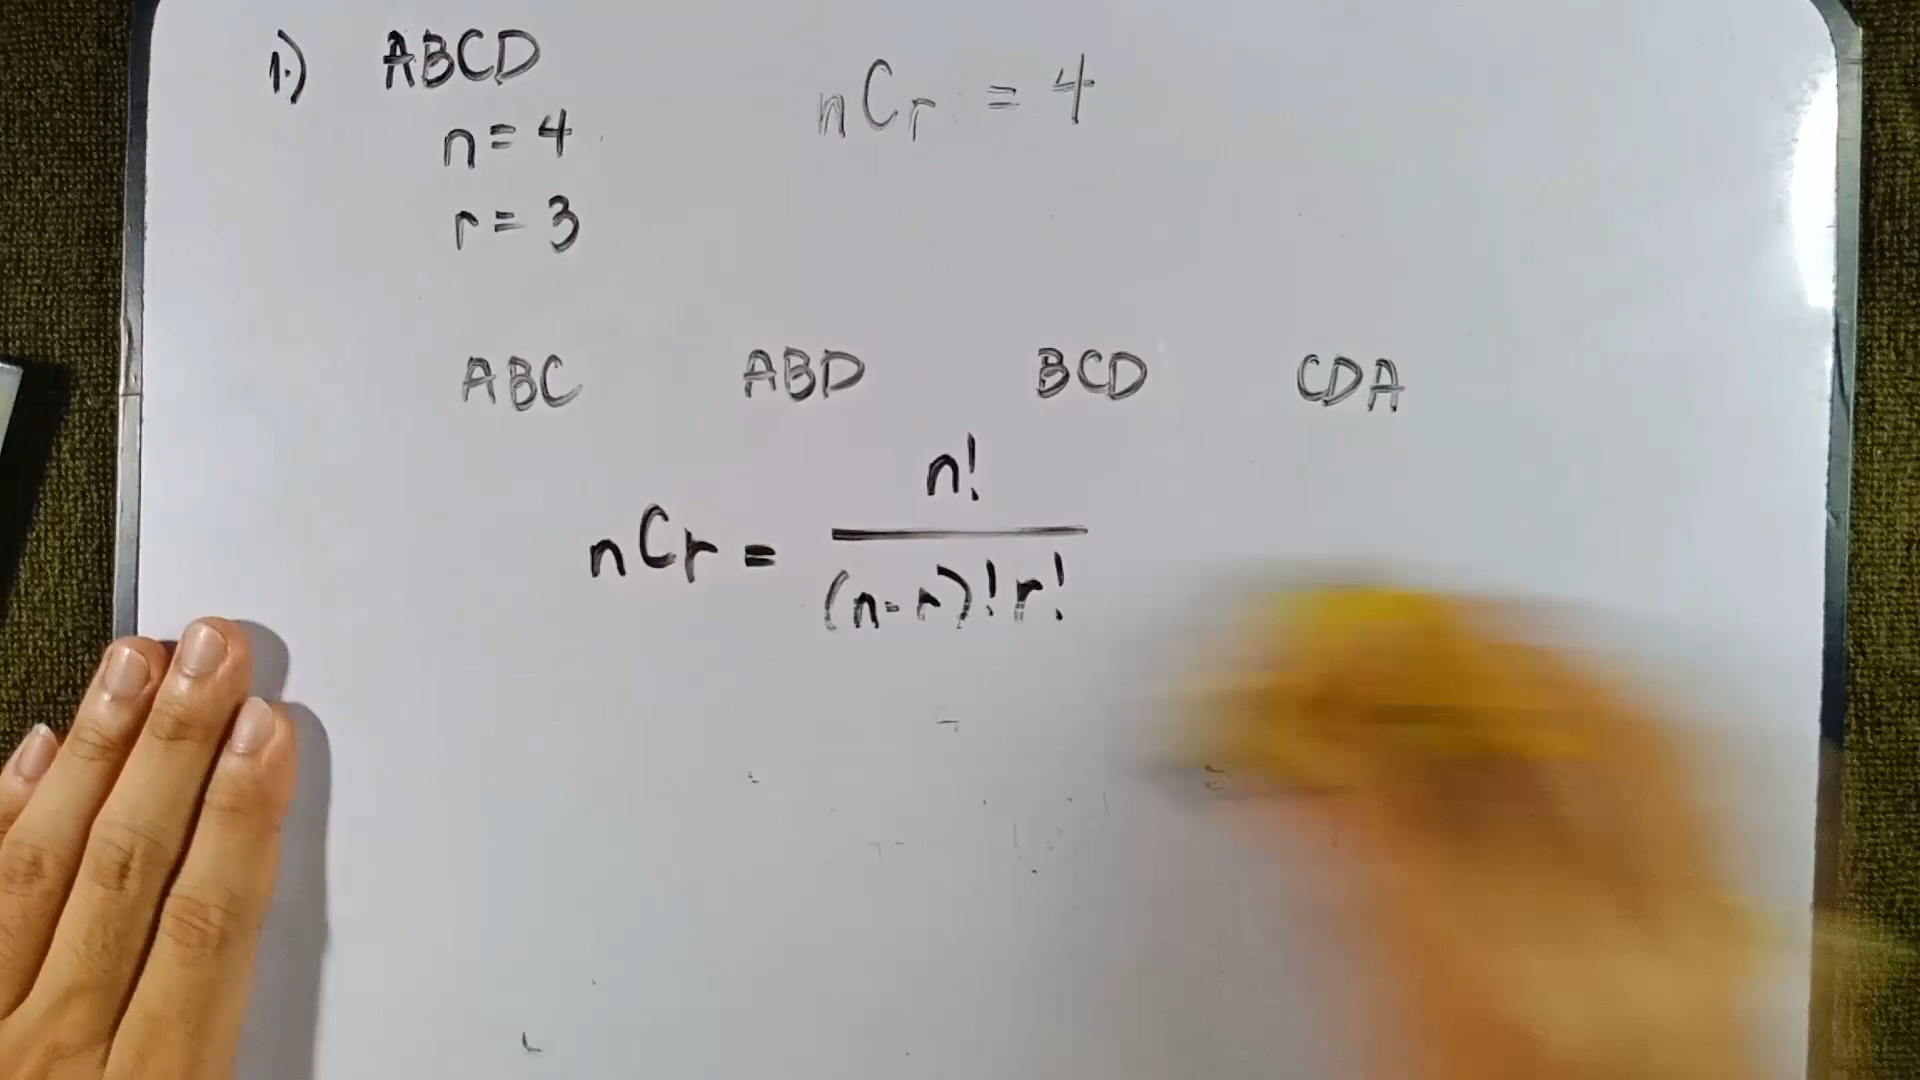 1.) ABCD
n = 4
r = 3
nCr = 4
ABC ABD BCD CDA
nCr = n! / (n-r)! r!